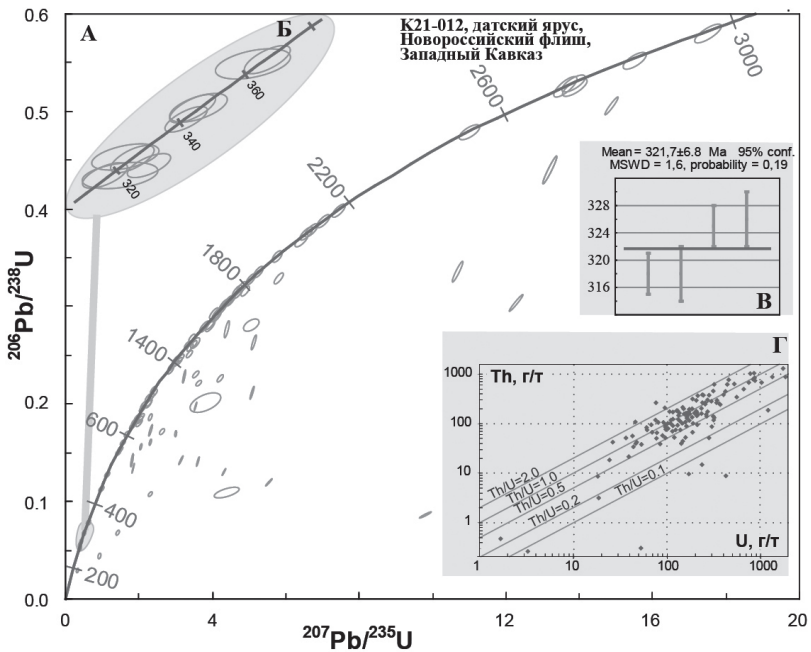 0.6
0.5
0.4
0.3
0.2
0.1
0.0
206Pb/238U
0
4
8
12
16
20
207Pb/235U
А
Б
320
340
360
K21-012, датский ярус,
Новороссийский флиш,
Западный Кавказ
200
400
600
1400
1800
2200
2600
3000
Mean = 321,7±6.8 Ma 95% conf.
MSWD = 1,6, probability = 0,19
328
324
320
316
В
Г
Th, г/т
1000
100
10
1
Th/U=2.0
Th/U=1.0
Th/U=0.5
Th/U=0.2
Th/U=0.1
U, г/т
1
10
100
1000